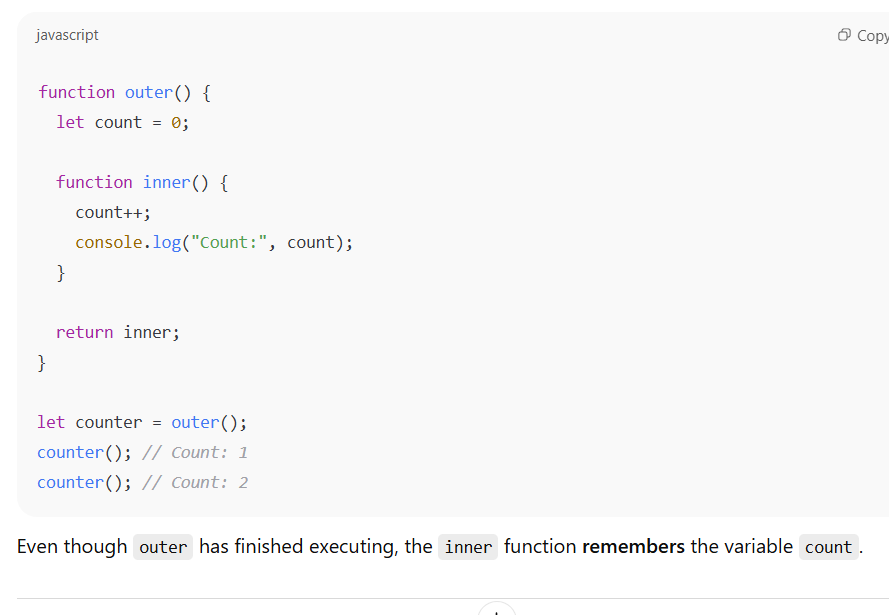 javascript
Copy
function outer() {
  let count = 0;
  function inner() {
    count++;
    console.log("Count:", count);
  }
  return inner;
}
let counter = outer();
counter(); // Count: 1
counter(); // Count: 2
Even though outer has finished executing, the inner function remembers the variable count.